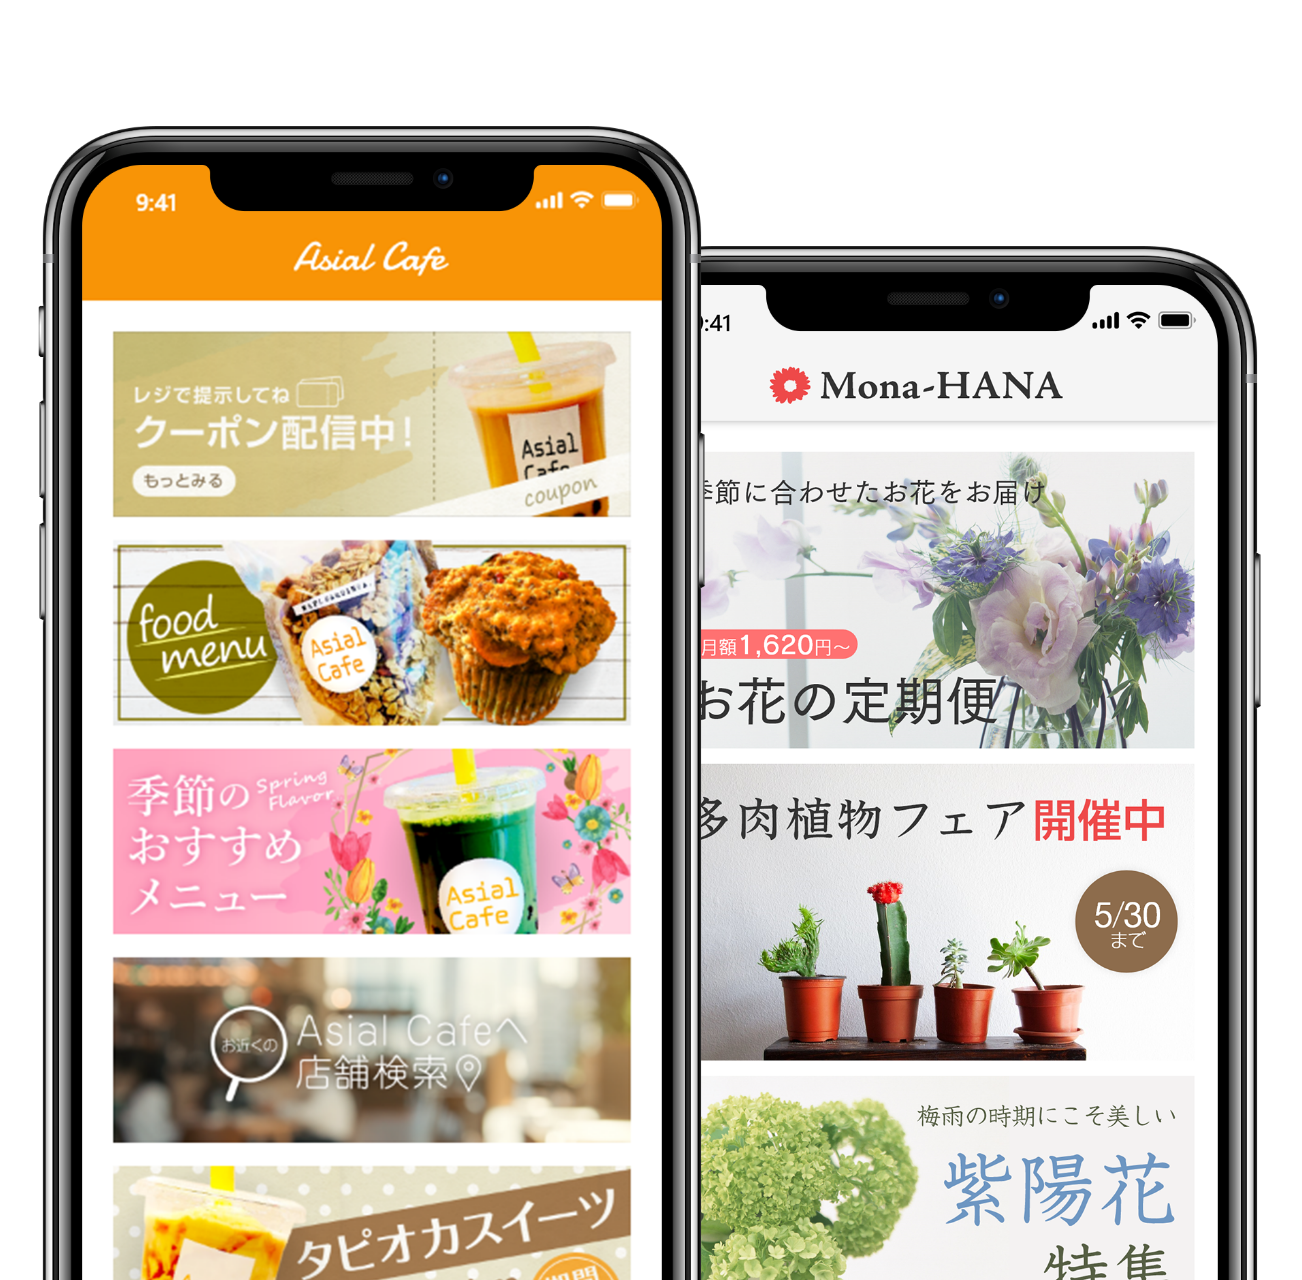 9:41
Asial Cafe
レジで提示してね
クーポン配信中!
もっとみる
Asial
Cafe
coupon
food
menu
Asial
Cafe
季節の
Spring
Flavor
おすすめ
メニュー
Asial
Cafe
お近くの
Asial Cafeへ
店舗検索
タピオカスイーツ
期間
:41
Mona-HANA
季節に合わせたお花をお届け
月額1,620円～
お花の定期便
多肉植物フェア開催中
5/30
まで
梅雨の時期にこそ美しい
紫陽花
特集